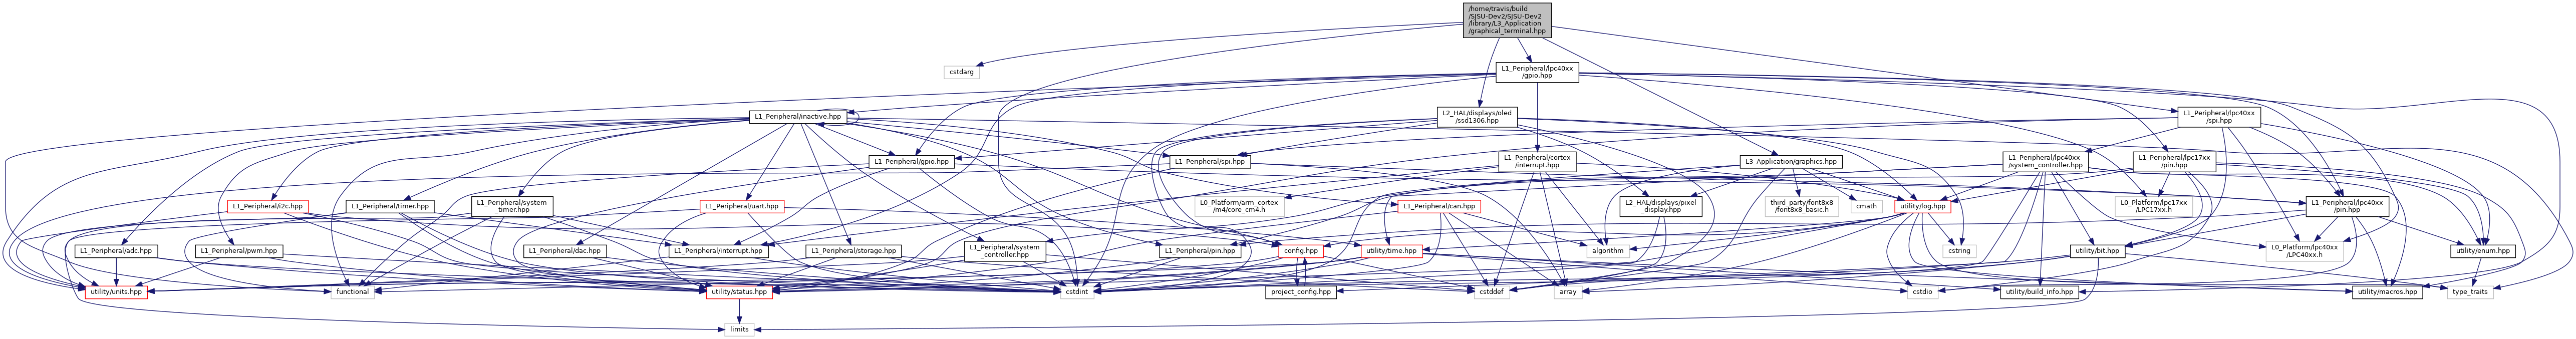 /home/travis/build
/SJSU-Dev2/SJSU-Dev2
/library/L3_Application
/graphical_terminal.hpp
cstdarg
L1_Peripheral/lpc40xx
/gpio.hpp
L1_Peripheral/inactive.hpp
L2_HAL/displays/oled
/ssd1306.hpp
L1_Peripheral/lpc40xx
/spi.hpp
L1_Peripheral/gpio.hpp
L1_Peripheral/spi.hpp
L1_Peripheral/cortex
/interrupt.hpp
L3_Application/graphics.hpp
L1_Peripheral/lpc40xx
/system_controller.hpp
L1_Peripheral/lpc17xx
/pin.hpp
L1_Peripheral/i2c.hpp
L1_Peripheral/timer.hpp
L1_Peripheral/system
_timer.hpp
L1_Peripheral/uart.hpp
L0_Platform/arm_cortex
/m4/core_cm4.h
L1_Peripheral/can.hpp
L2_HAL/displays/pixel
_display.hpp
third_party/font8x8
/font8x8_basic.h
cmath
utility/log.hpp
L0_Platform/lpc17xx
/LPC17xx.h
L1_Peripheral/lpc40xx
/pin.hpp
L1_Peripheral/adc.hpp
L1_Peripheral/pwm.hpp
L1_Peripheral/dac.hpp
L1_Peripheral/interrupt.hpp
L1_Peripheral/storage.hpp
L1_Peripheral/system
_controller.hpp
L1_Peripheral/pin.hpp
config.hpp
utility/time.hpp
algorithm
cstring
utility/bit.hpp
L0_Platform/lpc40xx
/LPC40xx.h
utility/enum.hpp
utility/units.hpp
functional
utility/status.hpp
cstdint
cstddef
project_config.hpp
array
cstdio
utility/build_info.hpp
utility/macros.hpp
type_traits
limits